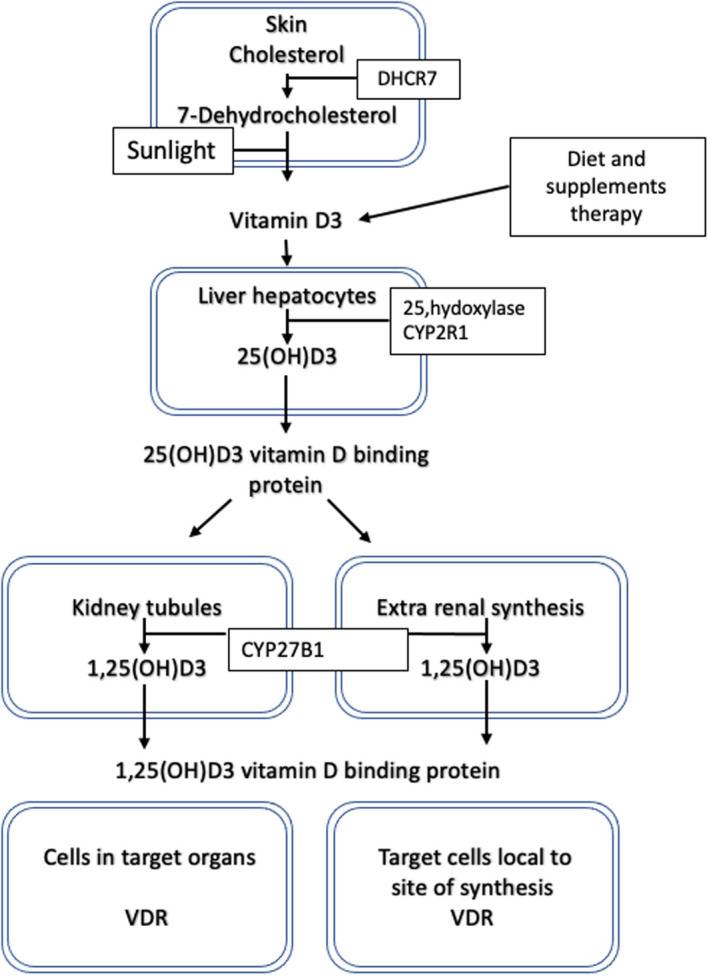 Skin
Cholesterol
DHCR7
7-Dehydrocholesterol
Sunlight
Diet and
supplements
therapy
Vitamin D3
Liver hepatocytes
25,hydoxylase
CYP2R1
25(OH)D3
25(OH)D3 vitamin D binding
protein
Kidney tubules
Extra renal synthesis
CYP27B1
1,25(OH)D3
1,25(OH)D3
1,25(OH)D3 vitamin D binding protein
Cells in target organs
VDR
Target cells local to
site of synthesis
VDR